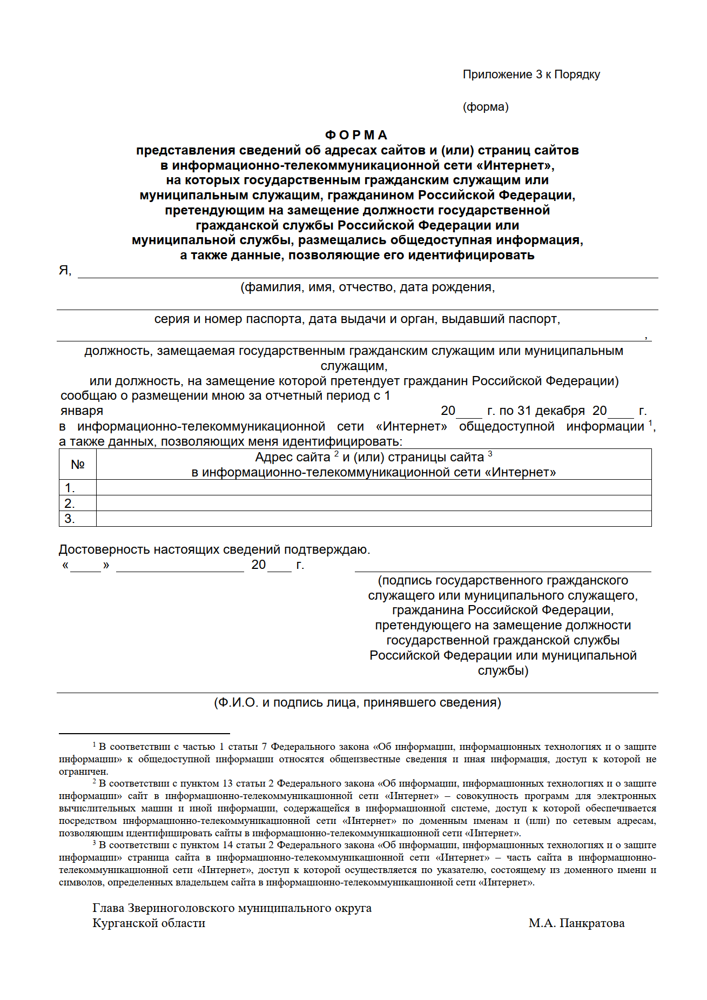 Приложение 3 к Порядку
(форма)
Ф О Р М А
представления сведений об адресах сайтов и (или) страниц сайтов
в информационно-телекоммуникационной сети «Интернет»,
на которых государственным гражданским служащим или
муниципальным служащим, гражданином Российской Федерации,
претендующим на замещение должности государственной
гражданской службы Российской Федерации или
муниципальной службы, размещались общедоступная информация,
а также данные, позволяющие его идентифицировать
Я,
(фамилия, имя, отчество, дата рождения,
серия и номер паспорта, дата выдачи и орган, выдавший паспорт,
,
должность, замещаемая государственным гражданским служащим или муниципальным
служащим,
или должность, на замещение которой претендует гражданин Российской Федерации)
сообщаю о размещении мною за отчетный период с 1
января 20____ г. по 31 декабря 20____ г.
в информационно-телекоммуникационной сети «Интернет» общедоступной информации ¹,
а также данных, позволяющих меня идентифицировать:
№ Адрес сайта ² и (или) страницы сайта ³
в информационно-телекоммуникационной сети «Интернет»
1.
2.
3.
Достоверность настоящих сведений подтверждаю.
«____» ________________ 20___ г.
(подпись государственного гражданского
служащего или муниципального служащего,
гражданина Российской Федерации,
претендующего на замещение должности
государственной гражданской службы
Российской Федерации или муниципальной
службы)
(Ф.И.О. и подпись лица, принявшего сведения)
¹ В соответствии с частью 1 статьи 7 Федерального закона «Об информации, информационных технологиях и о защите
информации» к общедоступной информации относятся общеизвестные сведения и иная информация, доступ к которой не
ограничен.
² В соответствии с пунктом 13 статьи 2 Федерального закона «Об информации, информационных технологиях и о защите
информации» сайт в информационно-телекоммуникационной сети «Интернет» – совокупность программ для электронных
вычислительных машин и иной информации, содержащейся в информационной системе, доступ к которой обеспечивается
посредством информационно-телекоммуникационной сети «Интернет» по доменным именам и (или) по сетевым адресам,
позволяющим идентифицировать сайты в информационно-телекоммуникационной сети «Интернет».
³ В соответствии с пунктом 14 статьи 2 Федерального закона «Об информации, информационных технологиях и о защите
информации» страница сайта в информационно-телекоммуникационной сети «Интернет» – часть сайта в информационно-
телекоммуникационной сети «Интернет», доступ к которой осуществляется по указателю, состоящему из доменного имени и
символов, определенных владельцем сайта в информационно-телекоммуникационной сети «Интернет».
Глава Звериноголовского муниципального округа
Курганской области М.А. Панкратова